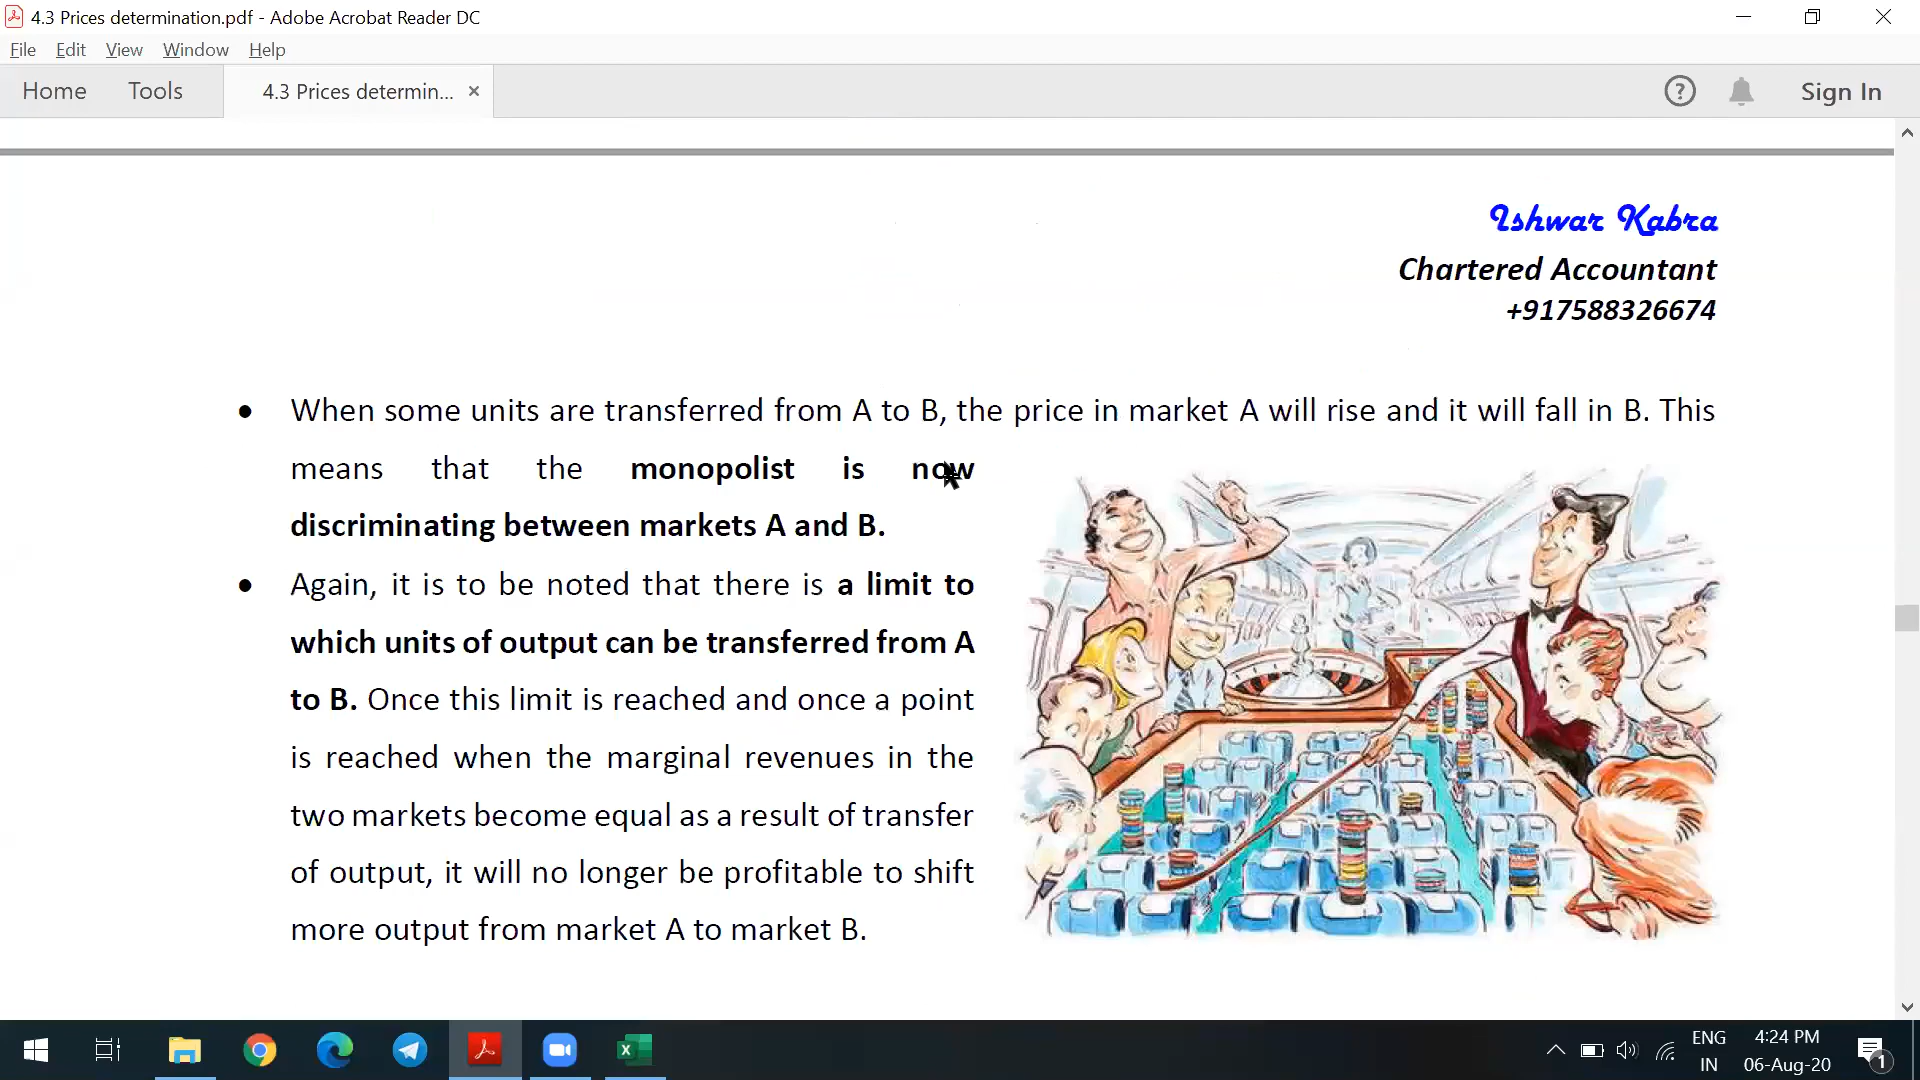 4.3 Prices determination.pdf - Adobe Acrobat Reader DC
File Edit View Window Help
Home Tools 4.3 Prices determin... × ? Sign In
Ishwar Kabra
Chartered Accountant
+917588326674
• When some units are transferred from A to B, the price in market A will rise and it will fall in B. This
means that the monopolist is now
discriminating between markets A and B.
• Again, it is to be noted that there is a limit to
which units of output can be transferred from A
to B. Once this limit is reached and once a point
is reached when the marginal revenues in the
two markets become equal as a result of transfer
of output, it will no longer be profitable to shift
more output from market A to market B.
ENG 4:24 PM
IN 06-Aug-20 1